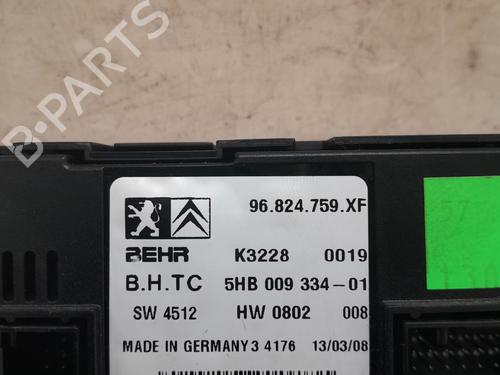 B-PARTS
96.824.759.XF
BEHR K3228 0019
B.H.TC 5HB 009 334-01
SW 4512 HW 0802 008
MADE IN GERMANY 3 4176 13/03/08
57